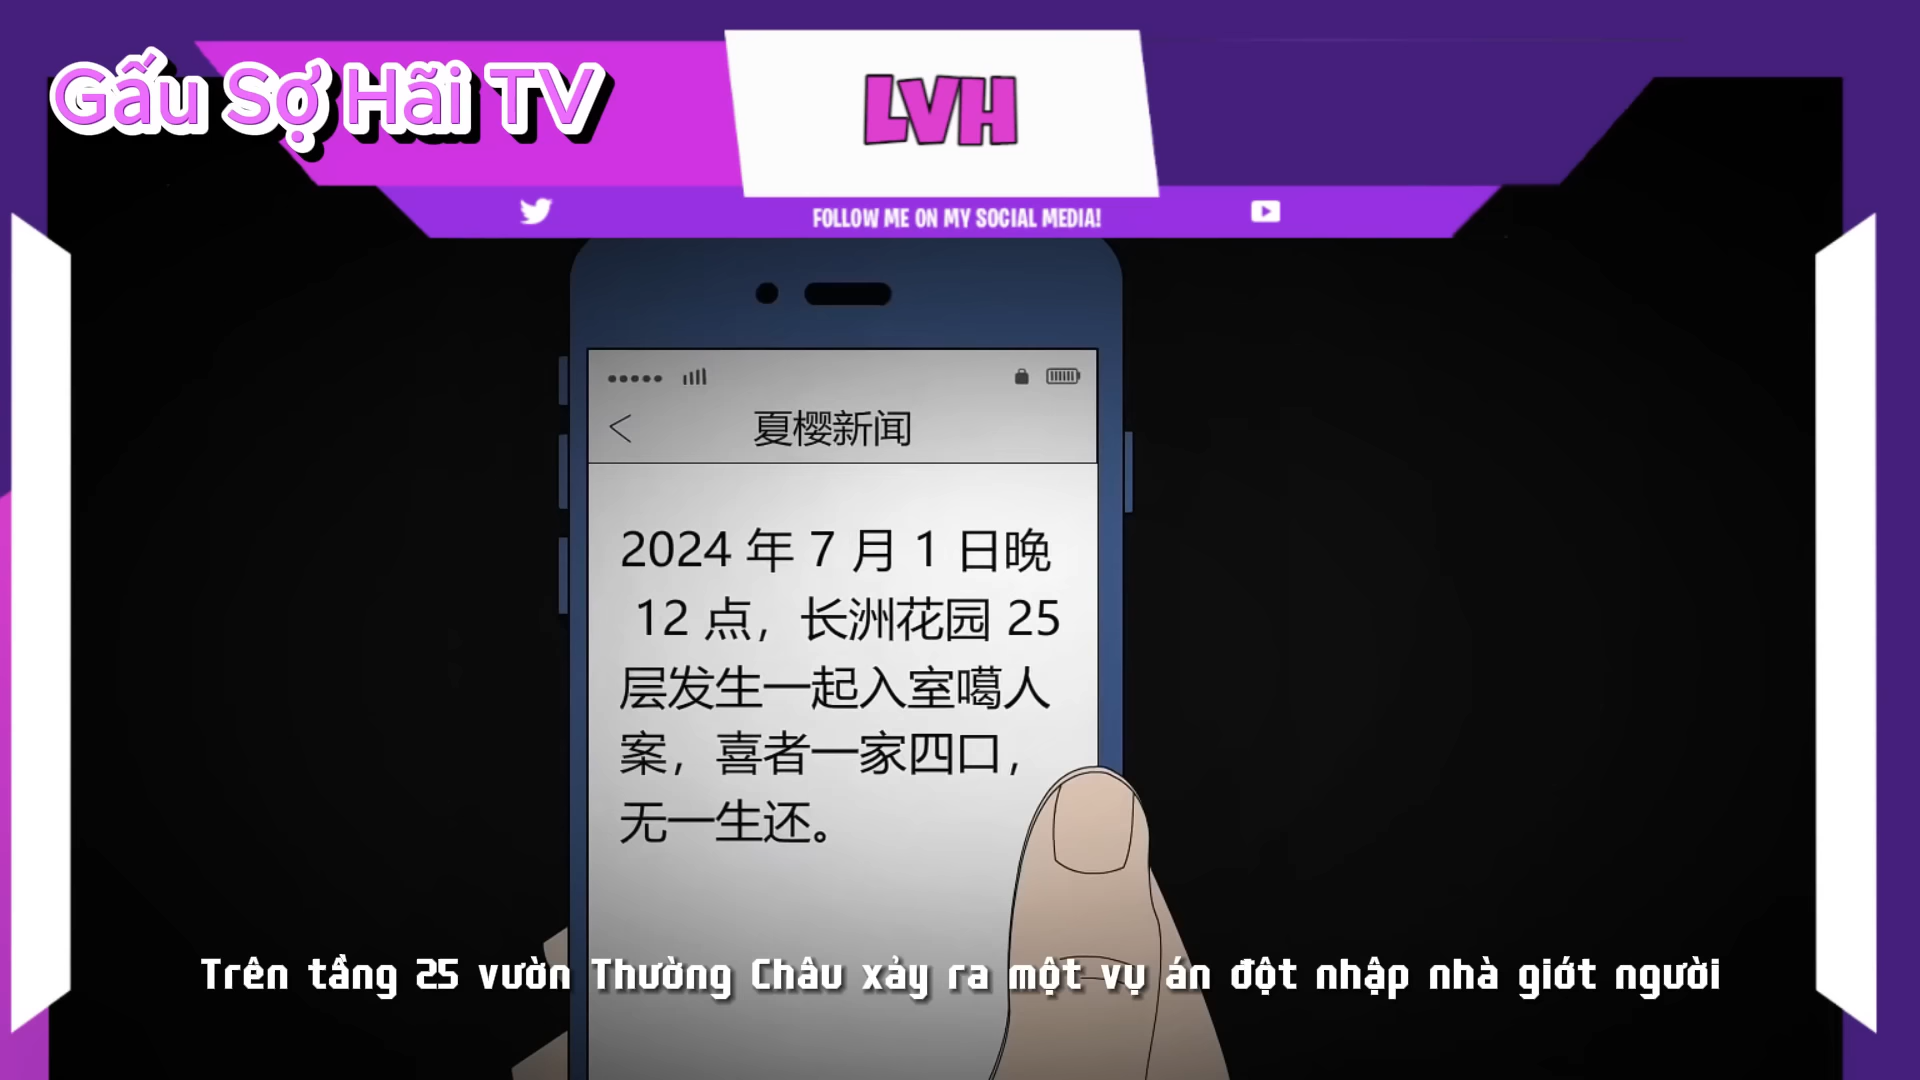 Gấu Sợ Hãi TV
LVH
FOLLOW ME ON MY SOCIAL MEDIA!
夏樱新闻
2024 年 7 月 1 日晚
12 点，长洲花园 25
层发生一起入室噶人
案，喜者一家四口，
无一生还。
Trên tầng 25 vườn Thường Châu xảy ra một vụ án đột nhập nhà giớt người